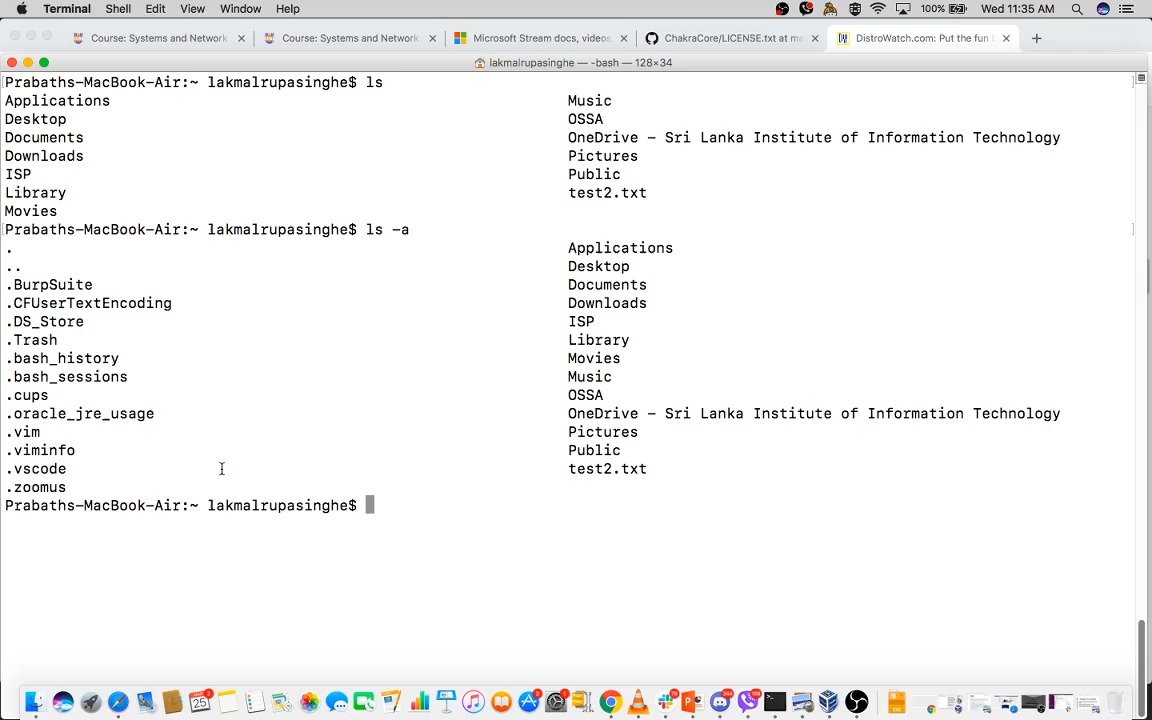 Terminal Shell Edit View Window Help 100% Wed 11:35 AM
Course: Systems and Network Course: Systems and Network Microsoft Stream docs, videos, ChakraCore/LICENSE.txt at ma DistroWatch.com: Put the fun b
lakmalrupasinghe — -bash — 128×34
Prabaths-MacBook-Air:~ lakmalrupasinghe$ ls
Applications Music
Desktop OSSA
Documents OneDrive - Sri Lanka Institute of Information Technology
Downloads Pictures
ISP Public
Library test2.txt
Movies
Prabaths-MacBook-Air:~ lakmalrupasinghe$ ls -a
. Applications
.. Desktop
.BurpSuite Documents
.CFUserTextEncoding Downloads
.DS_Store ISP
.Trash Library
.bash_history Movies
.bash_sessions Music
.cups OSSA
.oracle_jre_usage OneDrive - Sri Lanka Institute of Information Technology
.vim Pictures
.viminfo Public
.vscode test2.txt
.zoomus
Prabaths-MacBook-Air:~ lakmalrupasinghe$
25